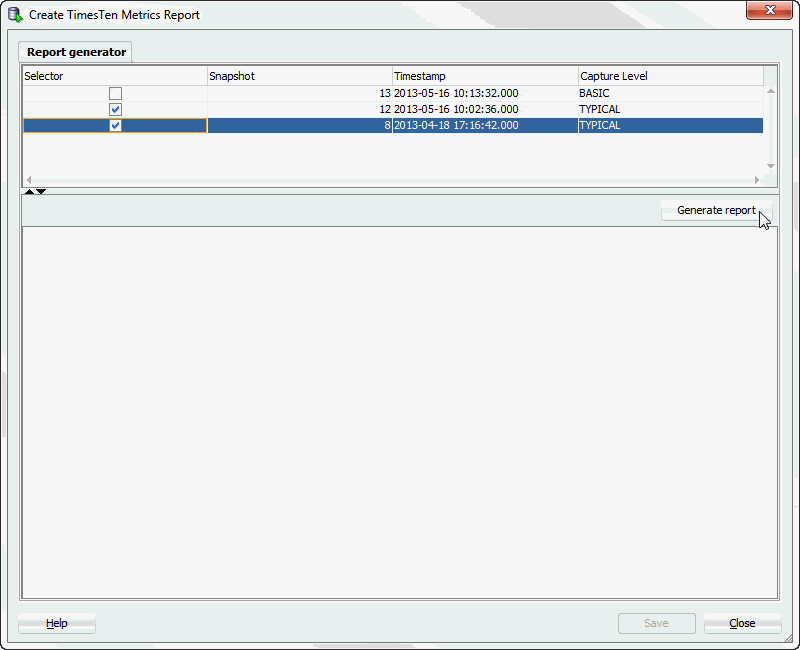 Create TimesTen Metrics Report
Report generator
Selector Snapshot Timestamp Capture Level
13 2013-05-16 10:13:32.000 BASIC
12 2013-05-16 10:02:36.000 TYPICAL
8 2013-04-18 17:16:42.000 TYPICAL
Generate report
Help Save Close